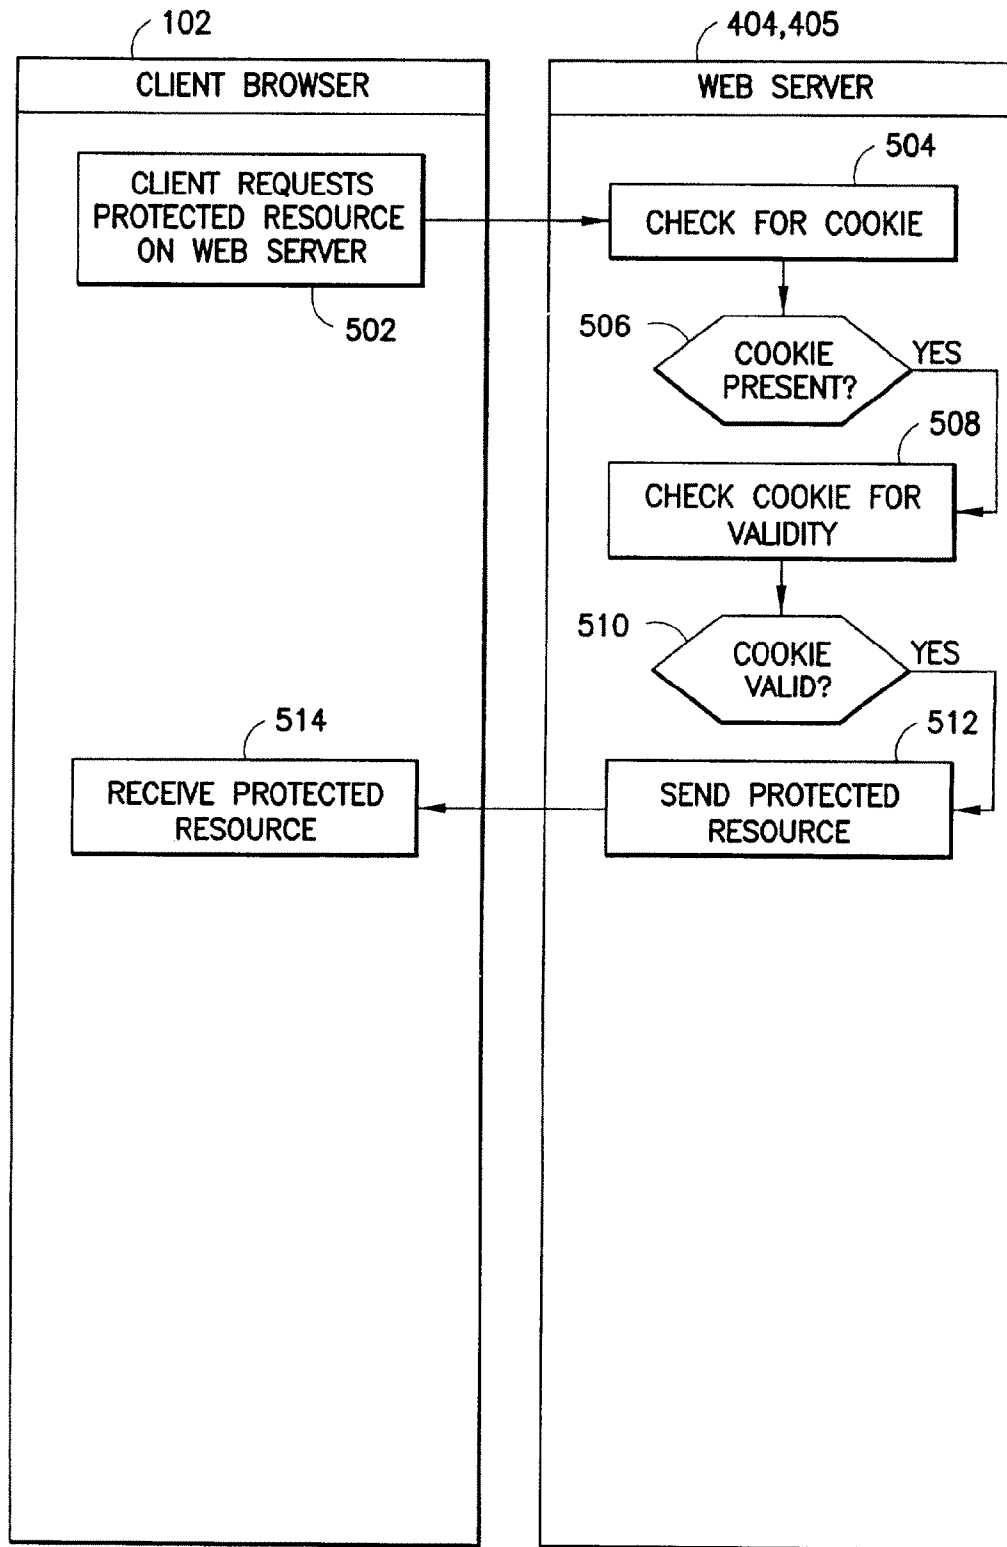 102
404,405
CLIENT BROWSER
WEB SERVER
504
CLIENT REQUESTS
PROTECTED RESOURCE
ON WEB SERVER
CHECK FOR COOKIE
502
506
COOKIE
PRESENT?
YES
508
CHECK COOKIE FOR
VALIDITY
510
COOKIE
VALID?
YES
514
512
RECEIVE PROTECTED
RESOURCE
SEND PROTECTED
RESOURCE